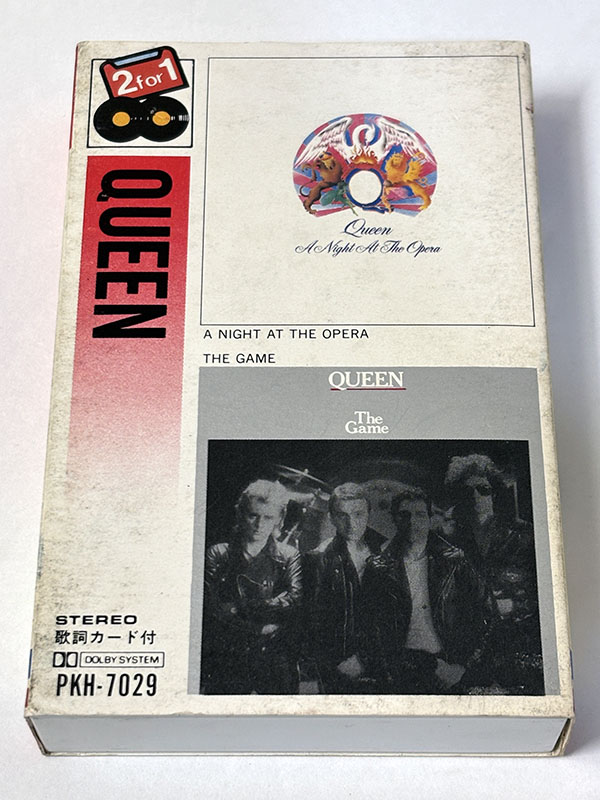 2 for 1
QUEEN
Queen
A Night At The Opera
A NIGHT AT THE OPERA
THE GAME
QUEEN
The
Game
STEREO
歌詞カード付
DOLBY SYSTEM
PKH-7029